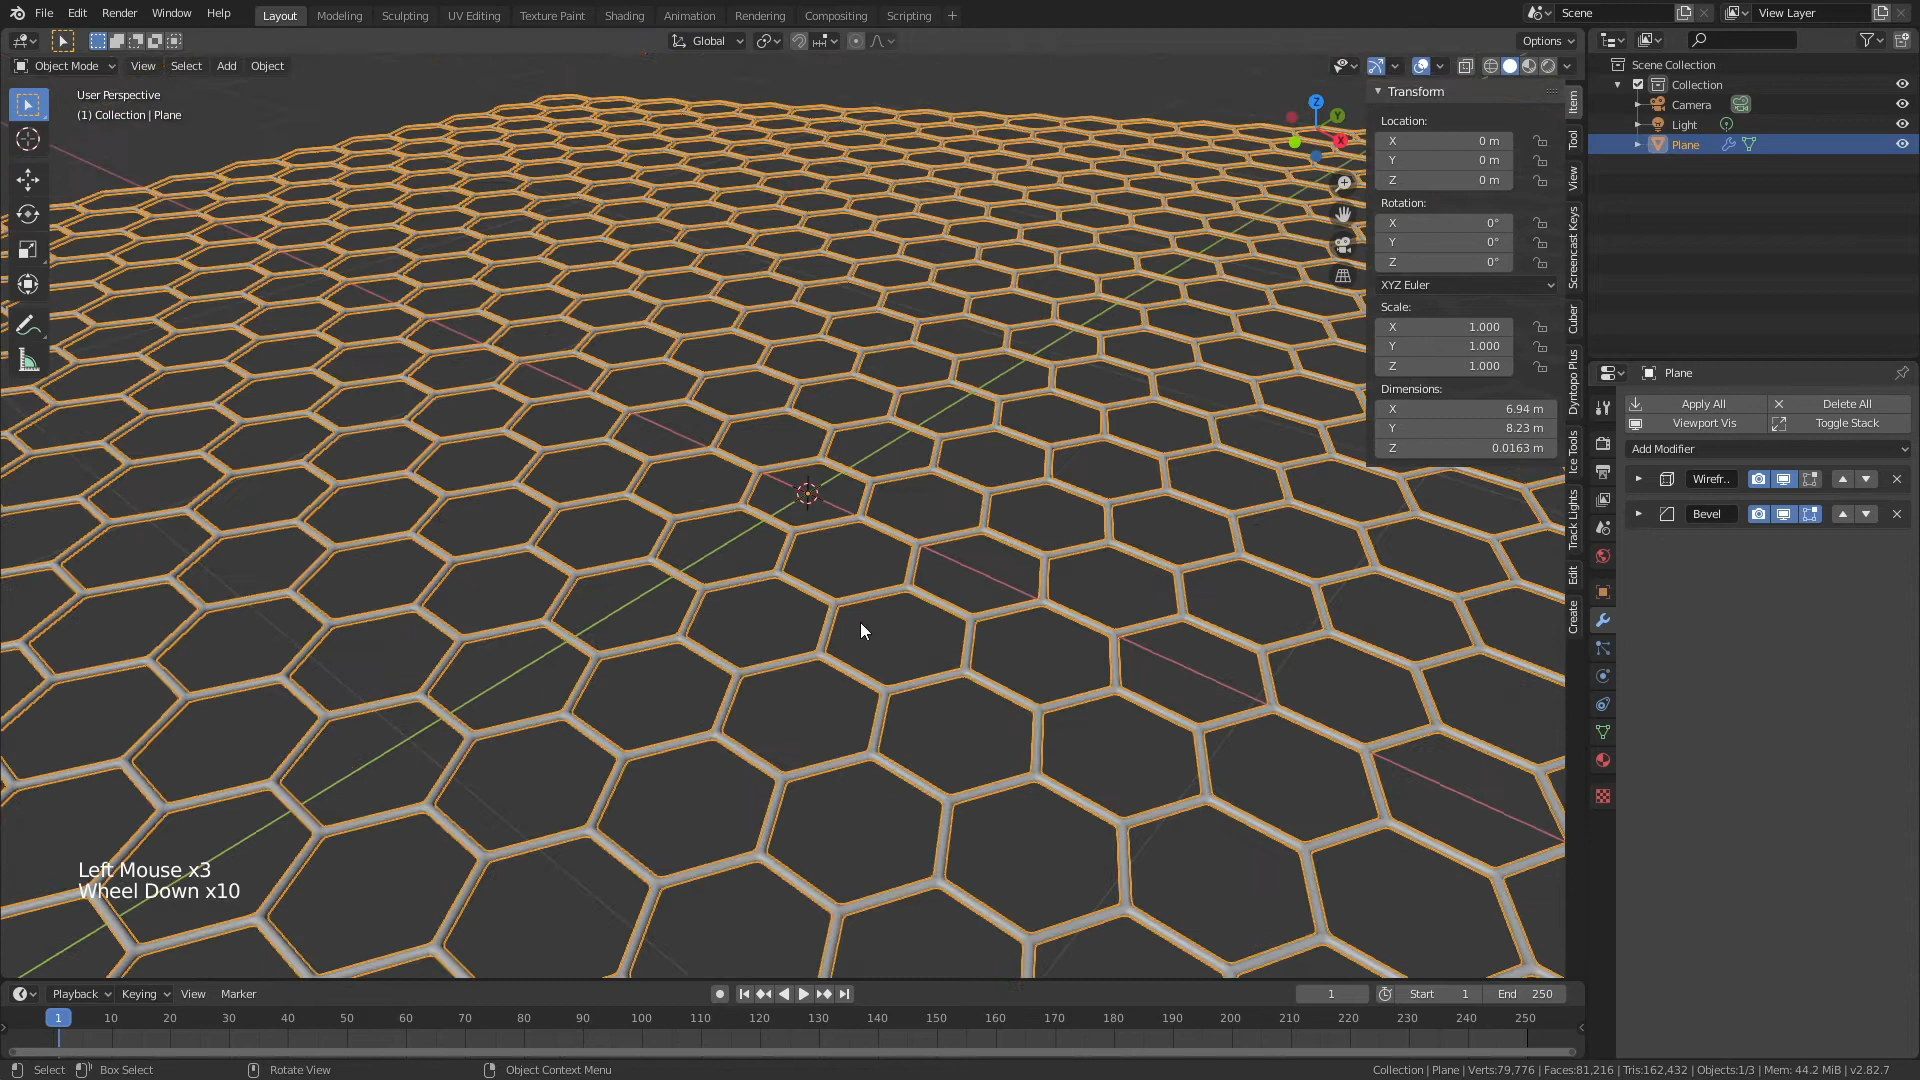 File Edit Render Window Help
Layout Modeling Sculpting UV Editing Texture Paint Shading Animation Rendering Compositing Scripting +
Scene View Layer
Global Options
Object Mode View Select Add Object
User Perspective
(1) Collection | Plane
Z Y X
Transform
Location:
X 0 m
Y 0 m
Z 0 m
Rotation:
X 0°
Y 0°
Z 0°
XYZ Euler
Scale:
X 1.000
Y 1.000
Z 1.000
Dimensions:
X 6.94 m
Y 8.23 m
Z 0.0163 m
Item
Tool
View
Screencast Keys
Cuber
Dyntopo Plus
Ice Tools
Track Lights
Edit
Create
Scene Collection
Collection
Camera
Light
Plane
Plane
Apply All Delete All
Viewport Vis Toggle Stack
Add Modifier
Wirefr..
Bevel
Left Mouse x3
Wheel Down x10
Playback Keying View Marker 1 Start 1 End 250
1 10 20 30 40 50 60 70 80 90 100 110 120 130 140 150 160 170 180 190 200 210 220 230 240 250
Select Box Select Rotate View Object Context Menu Collection | Plane | Verts:79,776 | Faces:81,216 | Tris:162,432 | Objects:1/3 | Mem: 44.2 MiB | v2.82.7